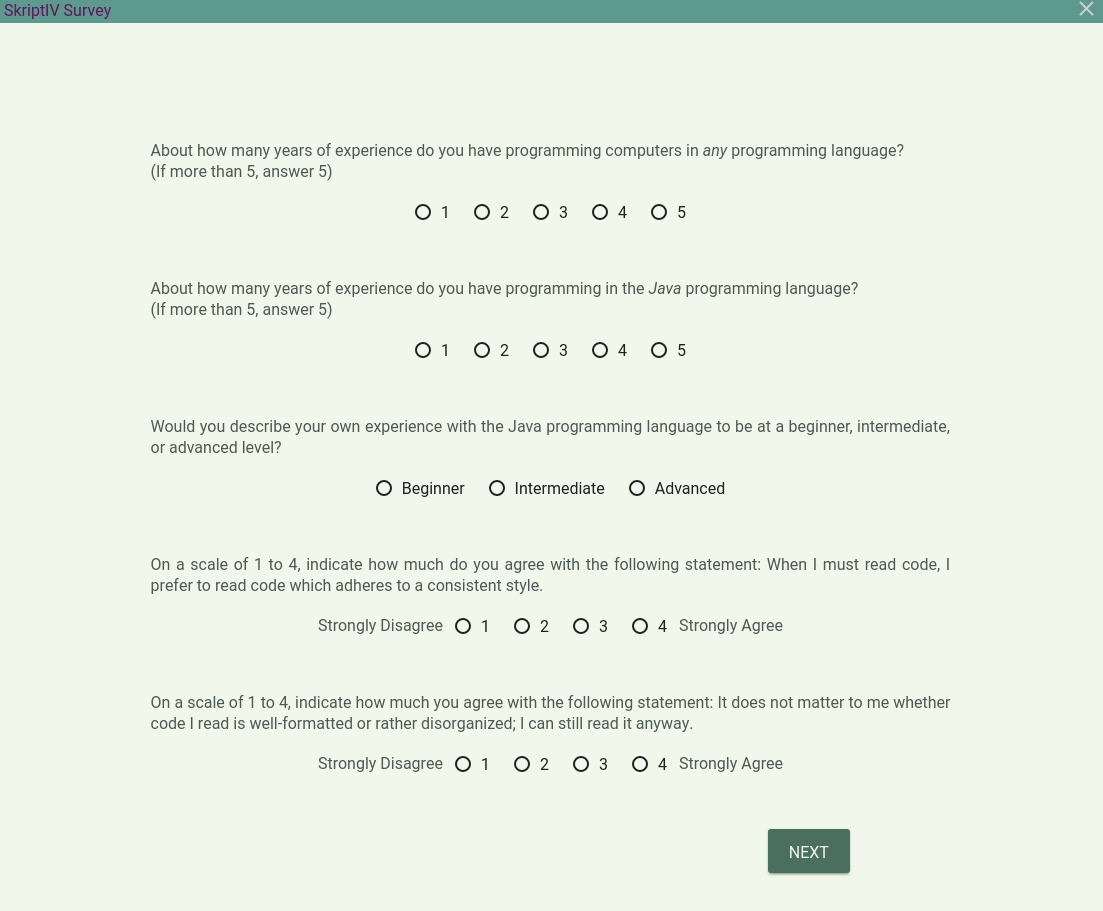 SkriptIV Survey
About how many years of experience do you have programming computers in any programming language?
(If more than 5, answer 5)
1 2 3 4 5
About how many years of experience do you have programming in the Java programming language?
(If more than 5, answer 5)
1 2 3 4 5
Would you describe your own experience with the Java programming language to be at a beginner, intermediate,
or advanced level?
Beginner Intermediate Advanced
On a scale of 1 to 4, indicate how much do you agree with the following statement: When I must read code, I
prefer to read code which adheres to a consistent style.
Strongly Disagree 1 2 3 4 Strongly Agree
On a scale of 1 to 4, indicate how much you agree with the following statement: It does not matter to me whether
code I read is well-formatted or rather disorganized; I can still read it anyway.
Strongly Disagree 1 2 3 4 Strongly Agree
NEXT